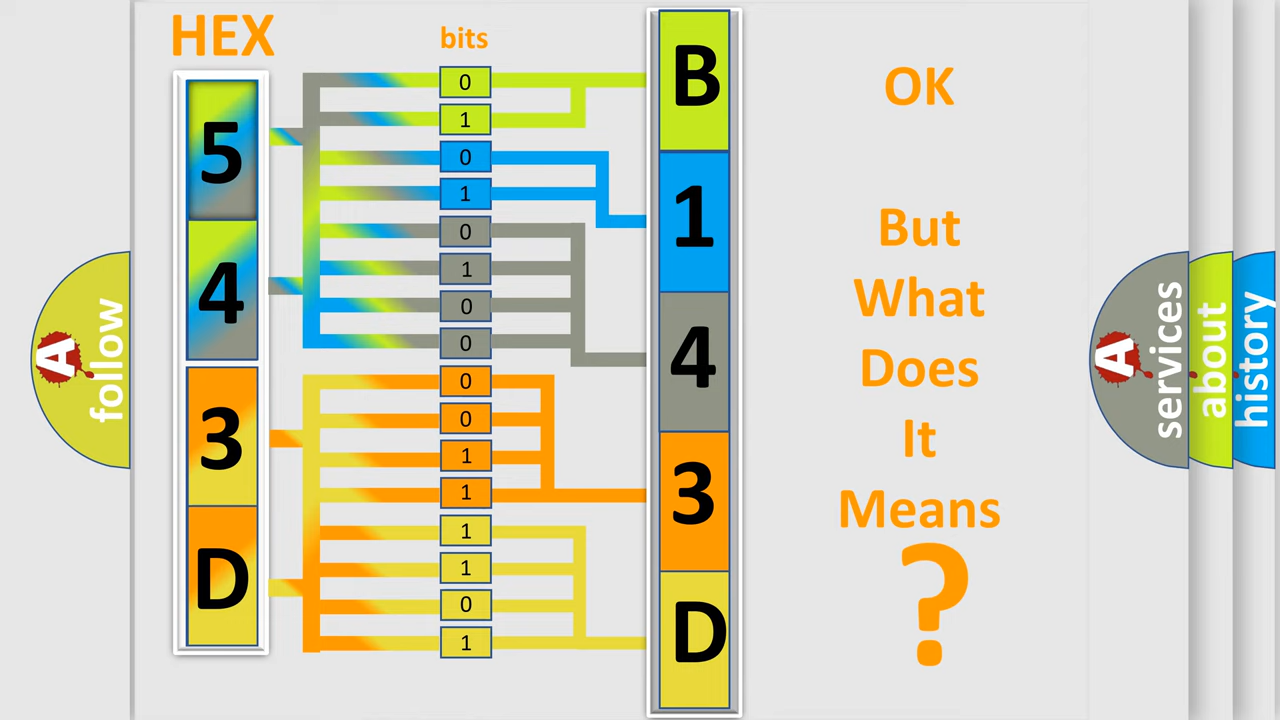 HEX
5
4
3
D
bits
0
1
0
1
0
1
0
0
0
0
1
1
1
1
0
1
B
1
4
3
D
OK
But
What
Does
It
Means
?
A
follow
A
services
about
history